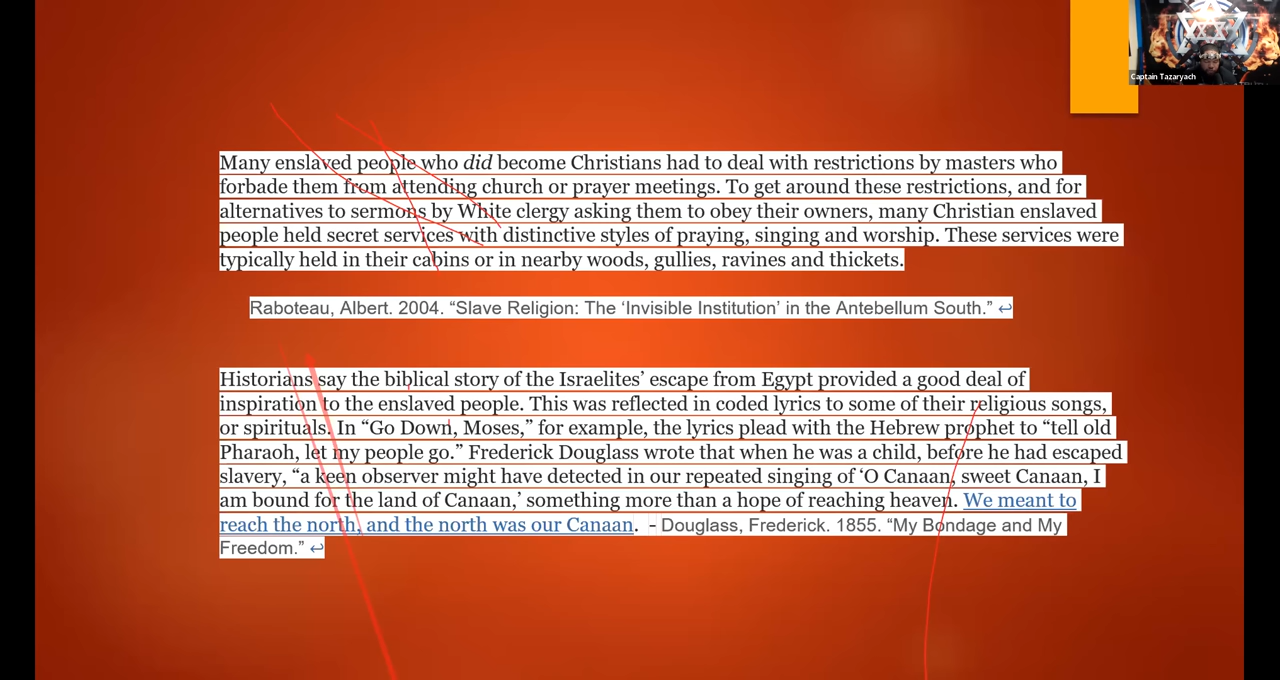 Captain Tazaryach
Many enslaved people who did become Christians had to deal with restrictions by masters who
forbade them from attending church or prayer meetings. To get around these restrictions, and for
alternatives to sermons by White clergy asking them to obey their owners, many Christian enslaved
people held secret services with distinctive styles of praying, singing and worship. These services were
typically held in their cabins or in nearby woods, gullies, ravines and thickets.
Raboteau, Albert. 2004. “Slave Religion: The ‘Invisible Institution’ in the Antebellum South.” ↩
Historians say the biblical story of the Israelites’ escape from Egypt provided a good deal of
inspiration to the enslaved people. This was reflected in coded lyrics to some of their religious songs,
or spirituals. In “Go Down, Moses,” for example, the lyrics plead with the Hebrew prophet to “tell old
Pharaoh, let my people go.” Frederick Douglass wrote that when he was a child, before he had escaped
slavery, “a keen observer might have detected in our repeated singing of ‘O Canaan, sweet Canaan, I
am bound for the land of Canaan,’ something more than a hope of reaching heaven. We meant to
reach the north, and the north was our Canaan. - Douglass, Frederick. 1855. “My Bondage and My
Freedom.” ↩